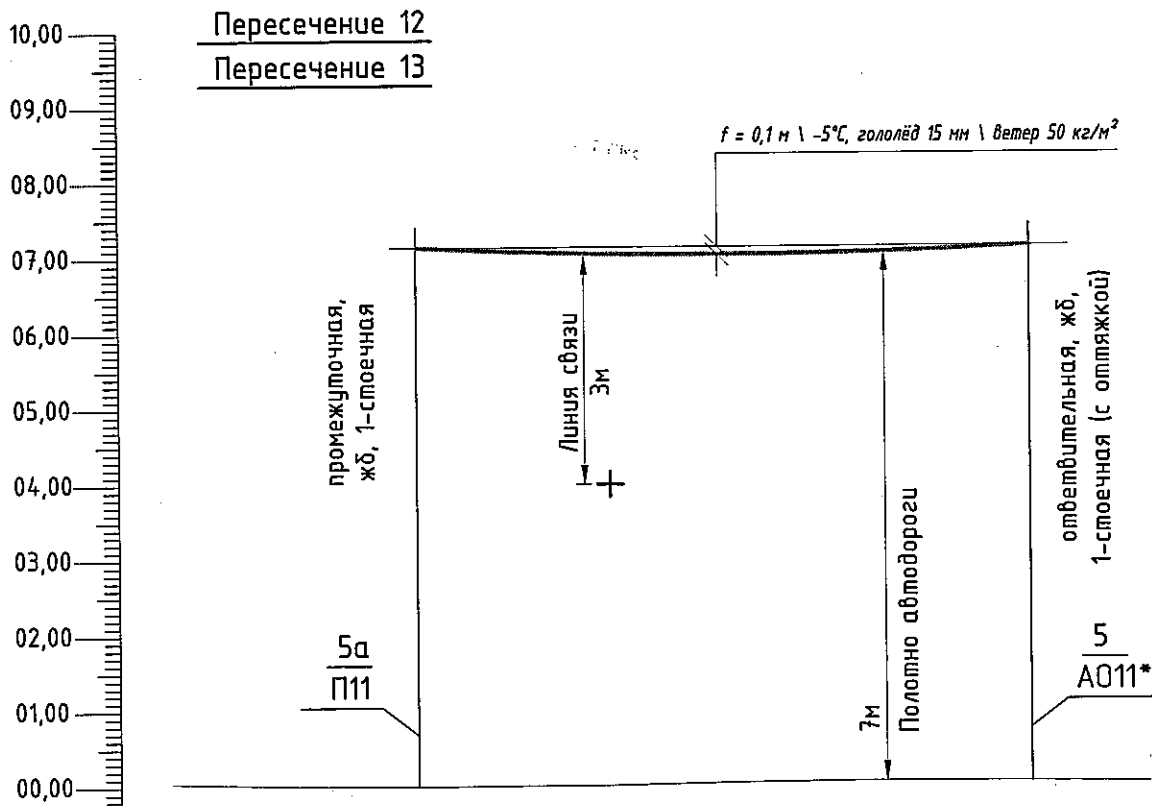 Пересечение 12
Пересечение 13
10,00
09,00
08,00
07,00
06,00
05,00
04,00
03,00
02,00
01,00
00,00
f = 0,1 м \ -5°С, гололёд 15 мм \ ветер 50 кг/м²
промежуточная,
жб, 1-стоечная
Линия связи
3м
Полотно автодороги
7м
ответвительная, жб,
1-стоечная (с оттяжкой)
5а
П11
5
АО11*